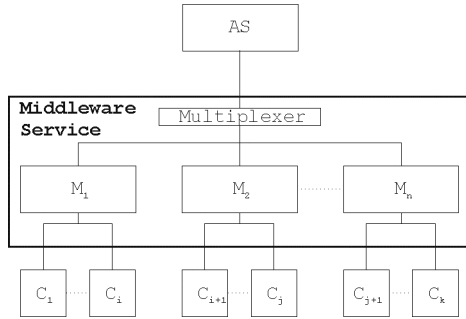 AS
Middleware
Service
Multiplexer
M1 M2 Mn
C1 Ci Ci+1 Cj Cj+1 Ck